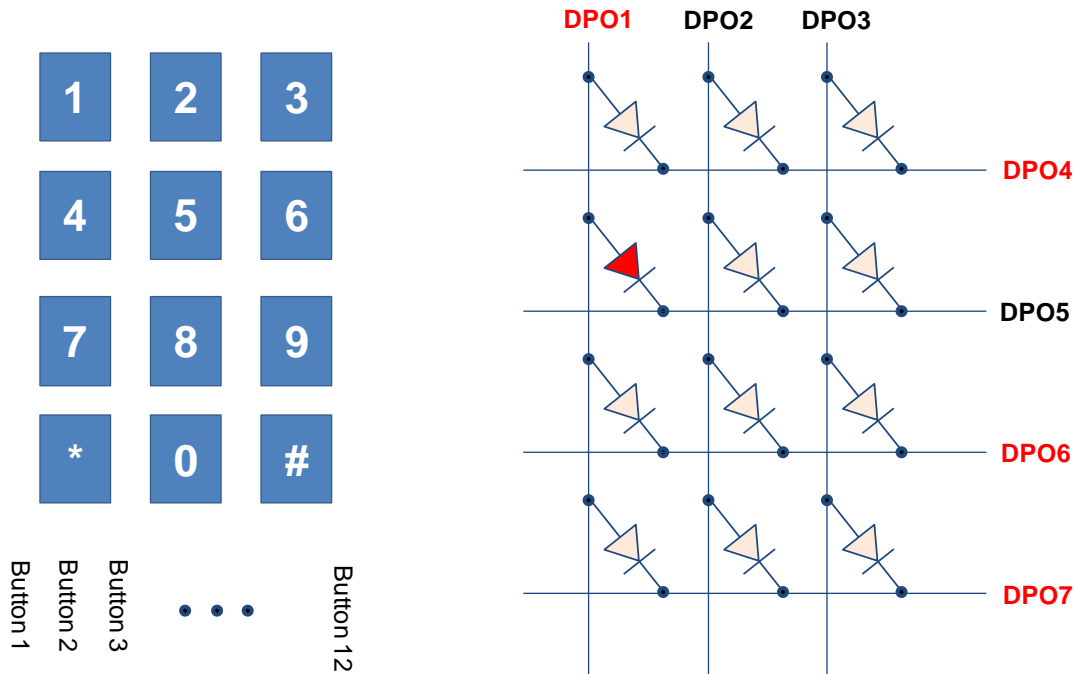 1 2 3
4 5 6
7 8 9
* 0 #
Button 1
Button 2
Button 3
Button 12
DPO1 DPO2 DPO3
DPO4
DPO5
DPO6
DPO7